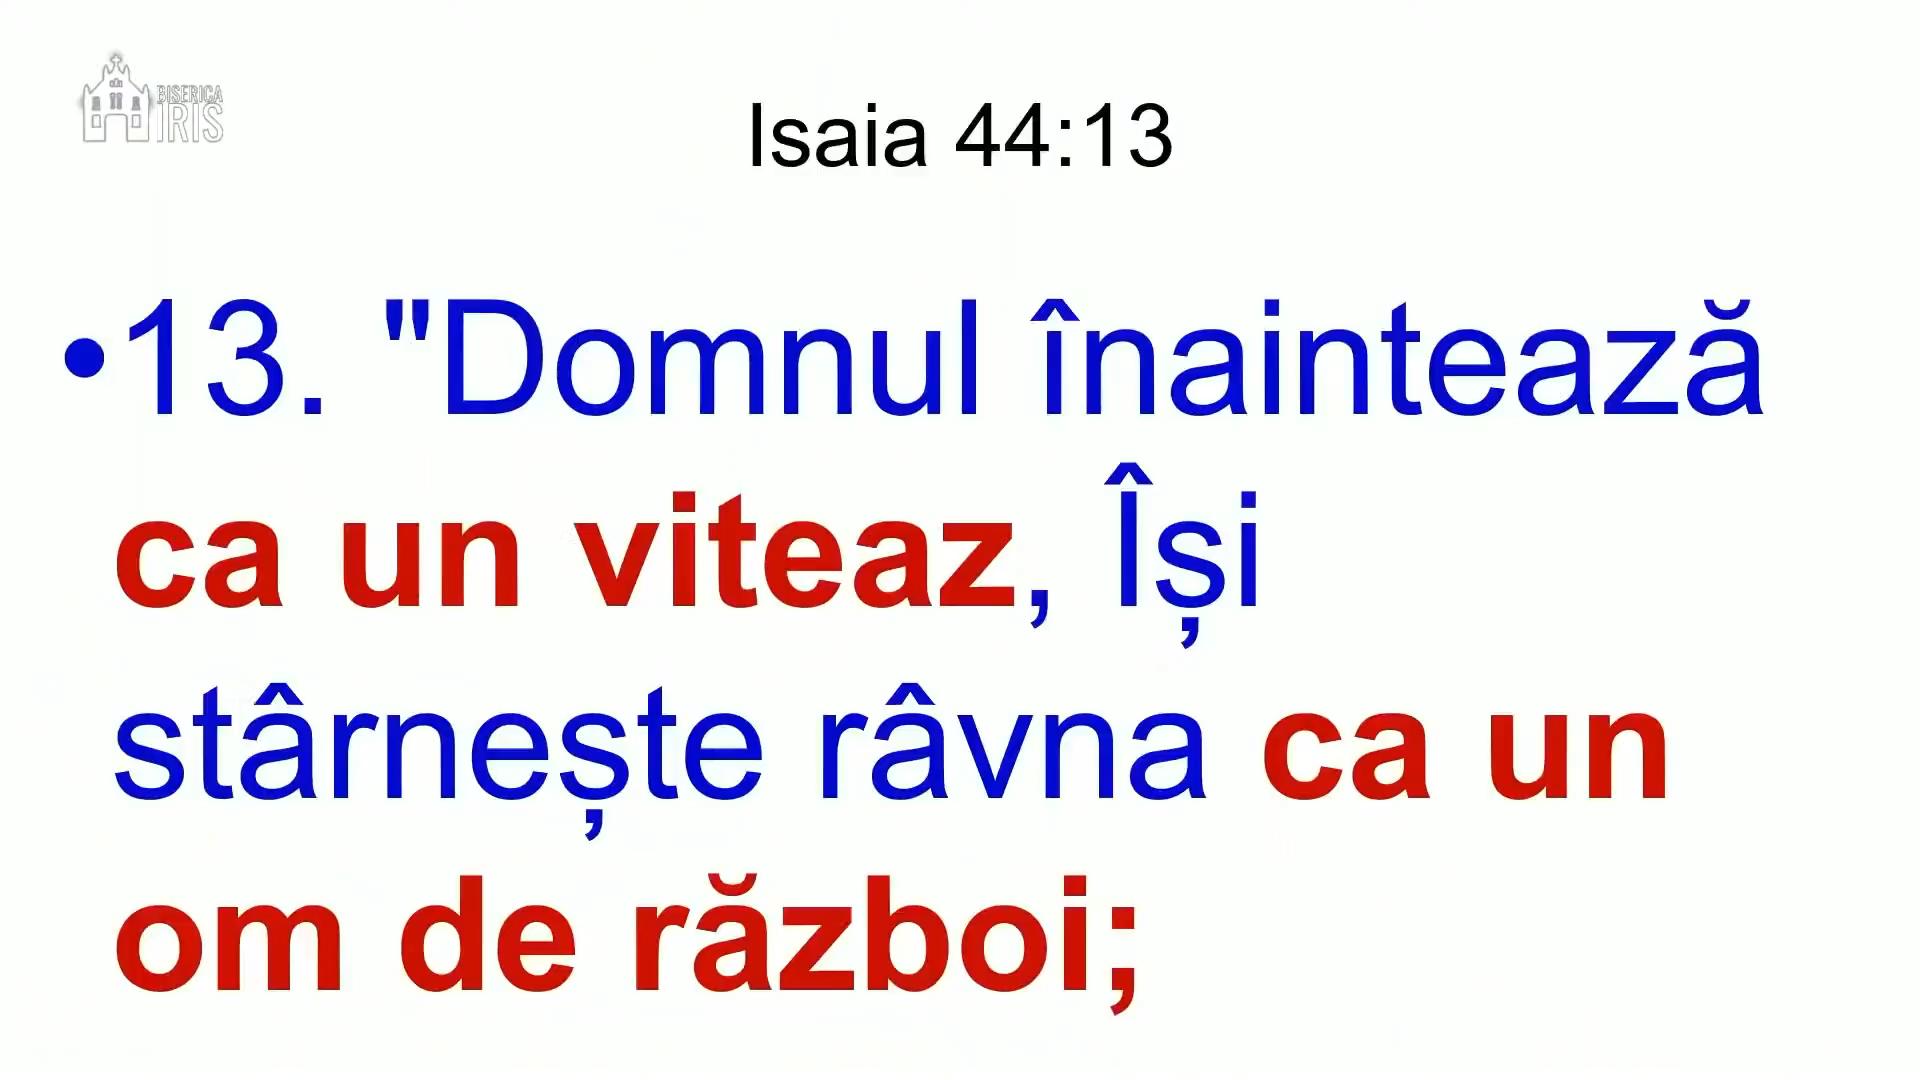 BISERICA
IRIS
Isaia 44:13
•13. "Domnul înaintează
ca un viteaz, Își
stârnește râvna ca un
om de război;